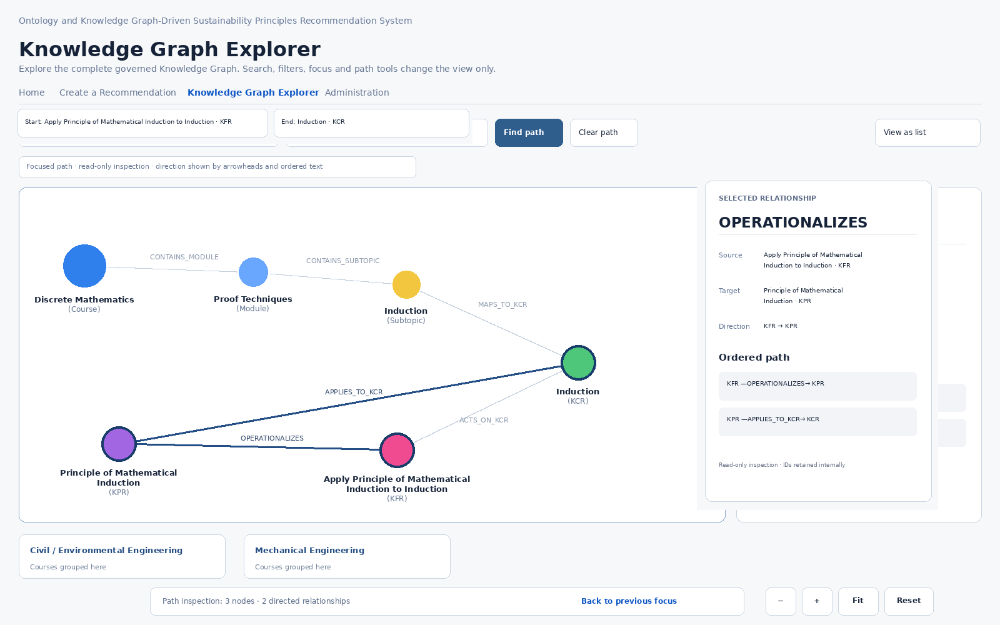 Ontology and Knowledge Graph-Driven Sustainability Principles Recommendation System
Knowledge Graph Explorer
Explore the complete governed Knowledge Graph. Search, filters, focus and path tools change the view only.
Home Create a Recommendation Knowledge Graph Explorer Administration
Start: Apply Principle of Mathematical Induction to Induction · KFR
End: Induction · KCR
Find path
Clear path
View as list
Focused path · read-only inspection · direction shown by arrowheads and ordered text
CONTAINS_MODULE
CONTAINS_SUBTOPIC
Discrete Mathematics
(Course)
Proof Techniques
(Module)
Induction
(Subtopic)
MAPS_TO_KCR
Induction
(KCR)
APPLIES_TO_KCR
ACTS_ON_KCR
OPERATIONALIZES
Principle of Mathematical
Induction
(KPR)
Apply Principle of Mathematical
Induction to Induction
(KFR)
SELECTED RELATIONSHIP
OPERATIONALIZES
Source Apply Principle of Mathematical
Induction to Induction · KFR
Target Principle of Mathematical
Induction · KPR
Direction KFR → KPR
Ordered path
KFR —OPERATIONALIZES→ KPR
KPR —APPLIES_TO_KCR→ KCR
Read-only inspection · IDs retained internally
Civil / Environmental Engineering
Courses grouped here
Mechanical Engineering
Courses grouped here
Path inspection: 3 nodes · 2 directed relationships
Back to previous focus
− + Fit Reset